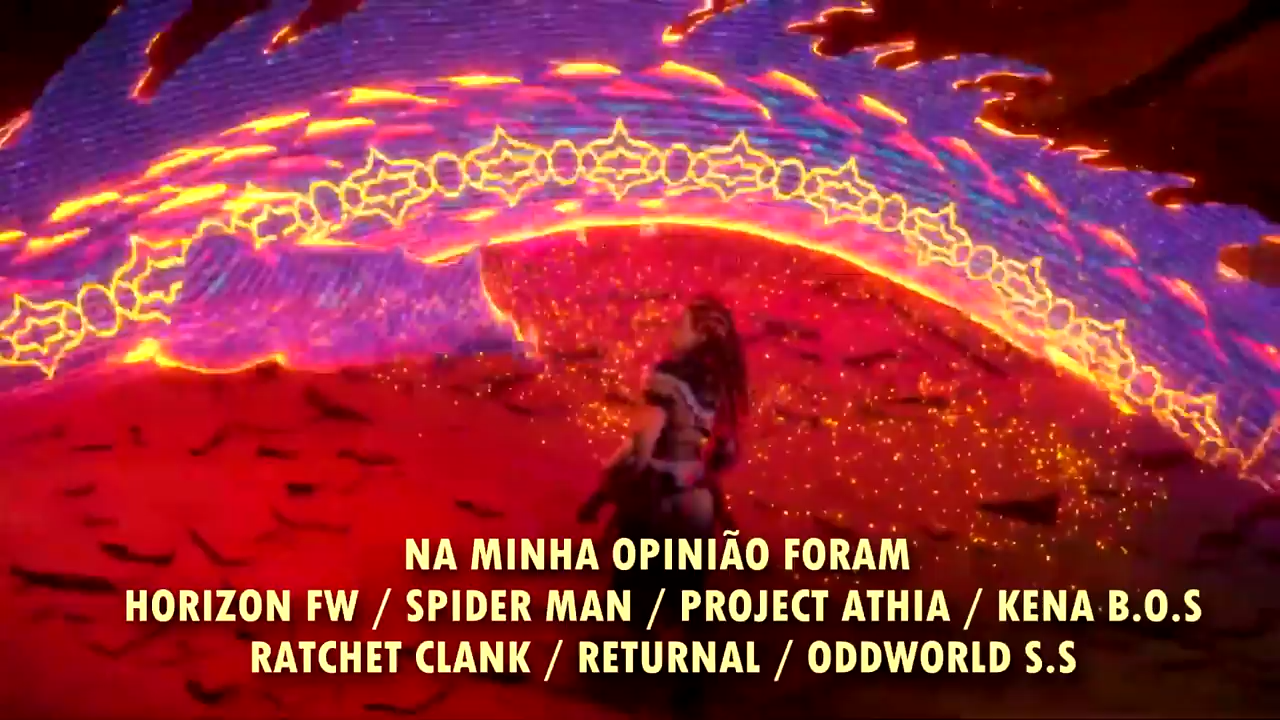 NA MINHA OPINIÃO FORAM
HORIZON FW / SPIDER MAN / PROJECT ATHIA / KENA B.O.S
RATCHET CLANK / RETURNAL / ODDWORLD S.S